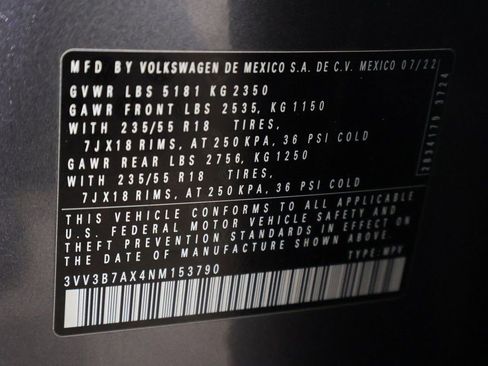 MFD BY VOLKSWAGEN DE MEXICO S.A. DE C.V. MEXICO 07/22
GVWR LBS 5181 KG 2350
GAWR FRONT LBS 2535, KG 1150
WITH 235/55 R18 TIRES,
7JX18 RIMS, AT 250 KPA, 36 PSI COLD
GAWR REAR LBS 2756, KG 1250
WITH 235/55 R18 TIRES,
7JX18 RIMS, AT 250 KPA, 36 PSI COLD
THIS VEHICLE CONFORMS TO ALL APPLICABLE
U.S. FEDERAL MOTOR VEHICLE SAFETY AND
THEFT PREVENTION STANDARDS IN EFFECT ON
THE DATE OF MANUFACTURE SHOWN ABOVE.
3VV3B7AX4NM153790 TYPE: MPV